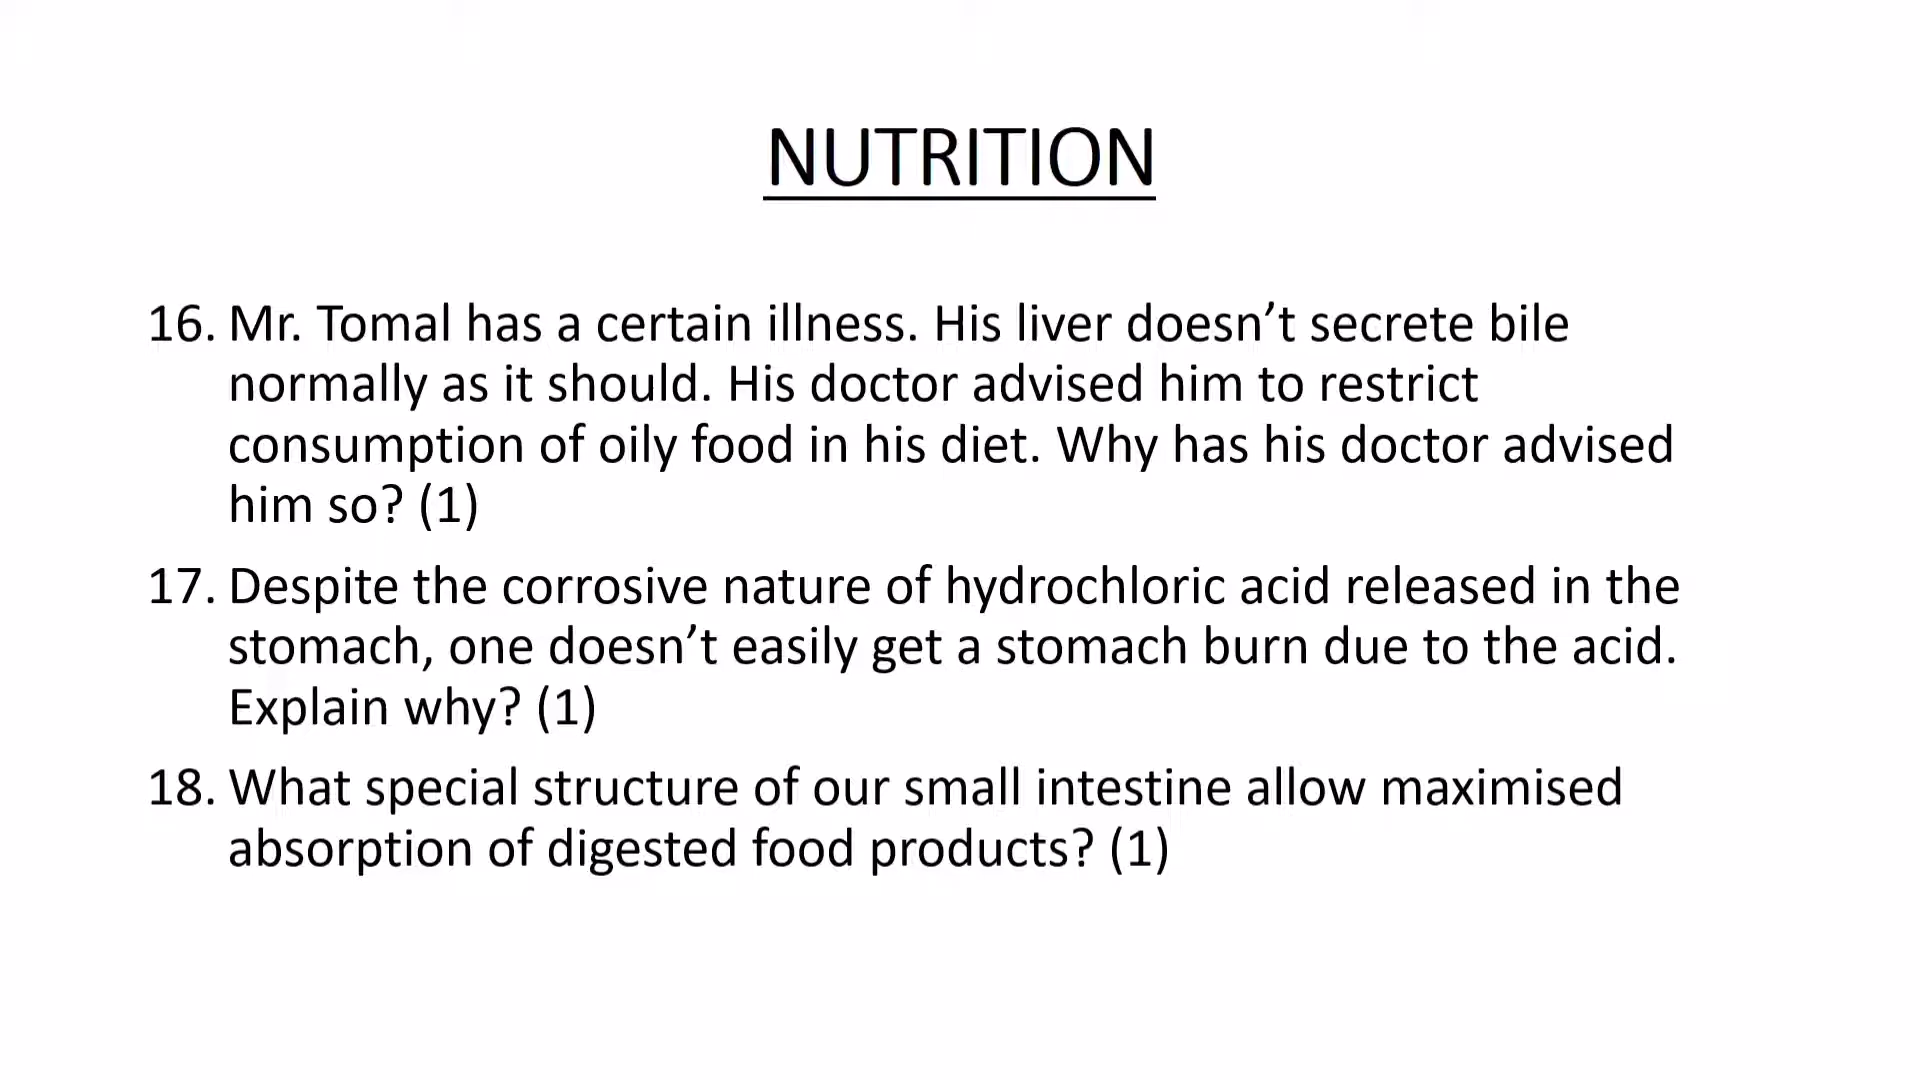 NUTRITION
16. Mr. Tomal has a certain illness. His liver doesn’t secrete bile
normally as it should. His doctor advised him to restrict
consumption of oily food in his diet. Why has his doctor advised
him so? (1)
17. Despite the corrosive nature of hydrochloric acid released in the
stomach, one doesn’t easily get a stomach burn due to the acid.
Explain why? (1)
18. What special structure of our small intestine allow maximised
absorption of digested food products? (1)